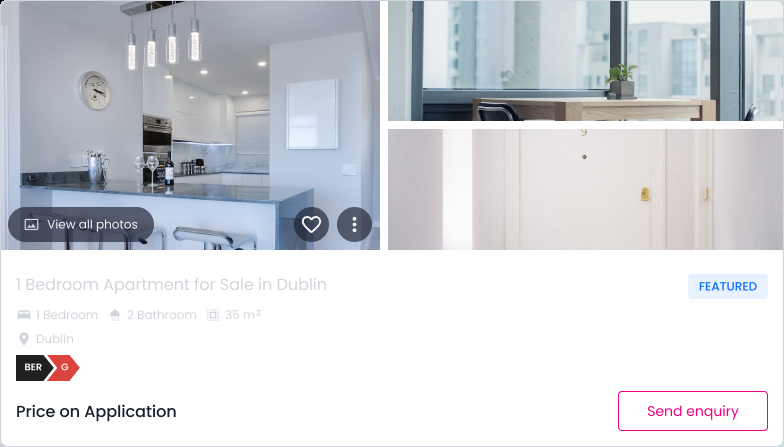 View all photos
1 Bedroom Apartment for Sale in Dublin
FEATURED
1 Bedroom 2 Bathroom 35 m²
Dublin
BER G
Price on Application
Send enquiry